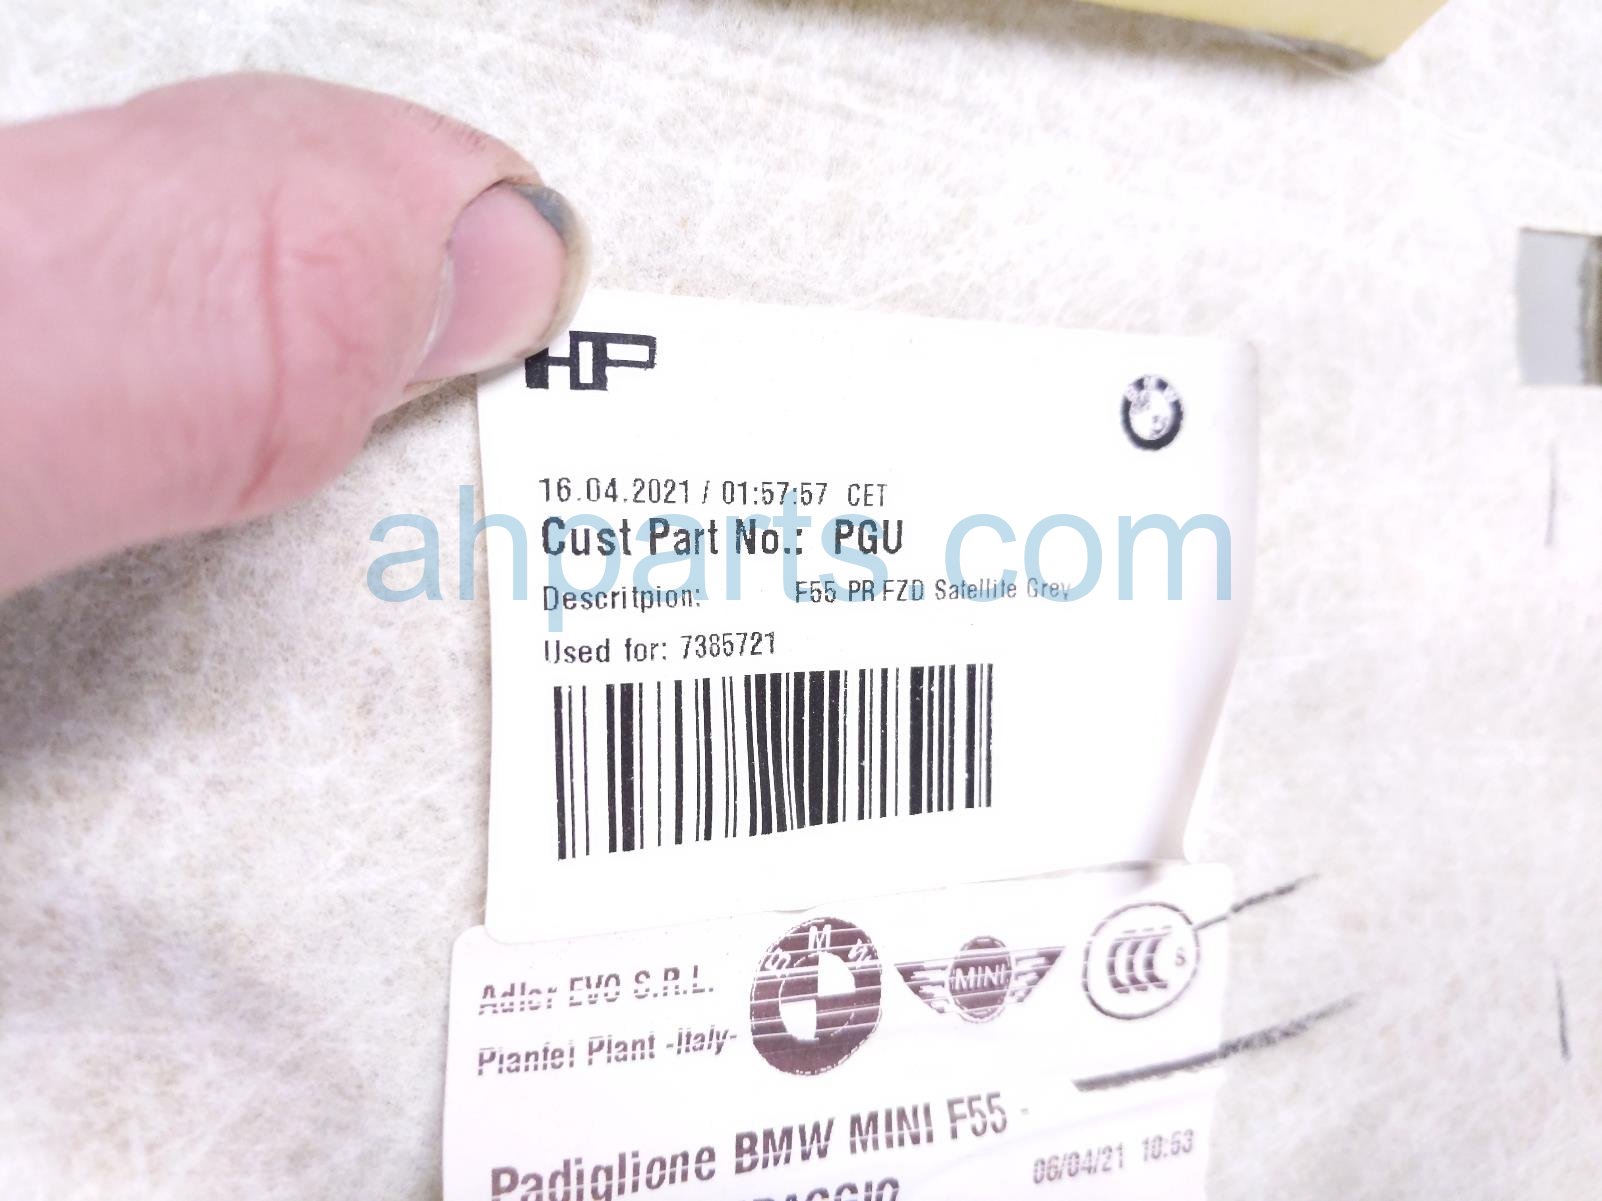 HP
BMW
16.04.2021 / 01:57:57 CET
Cust Part No.: PGU
Descritpion: F55 PR FZD Satellite Grey
Used for: 7385721
ahparts.com
Adler EVO S.R.L.
Pianfei Plant -Italy-
MINI
S
Padiglione BMW MINI F55 -
06/04/21 10:53